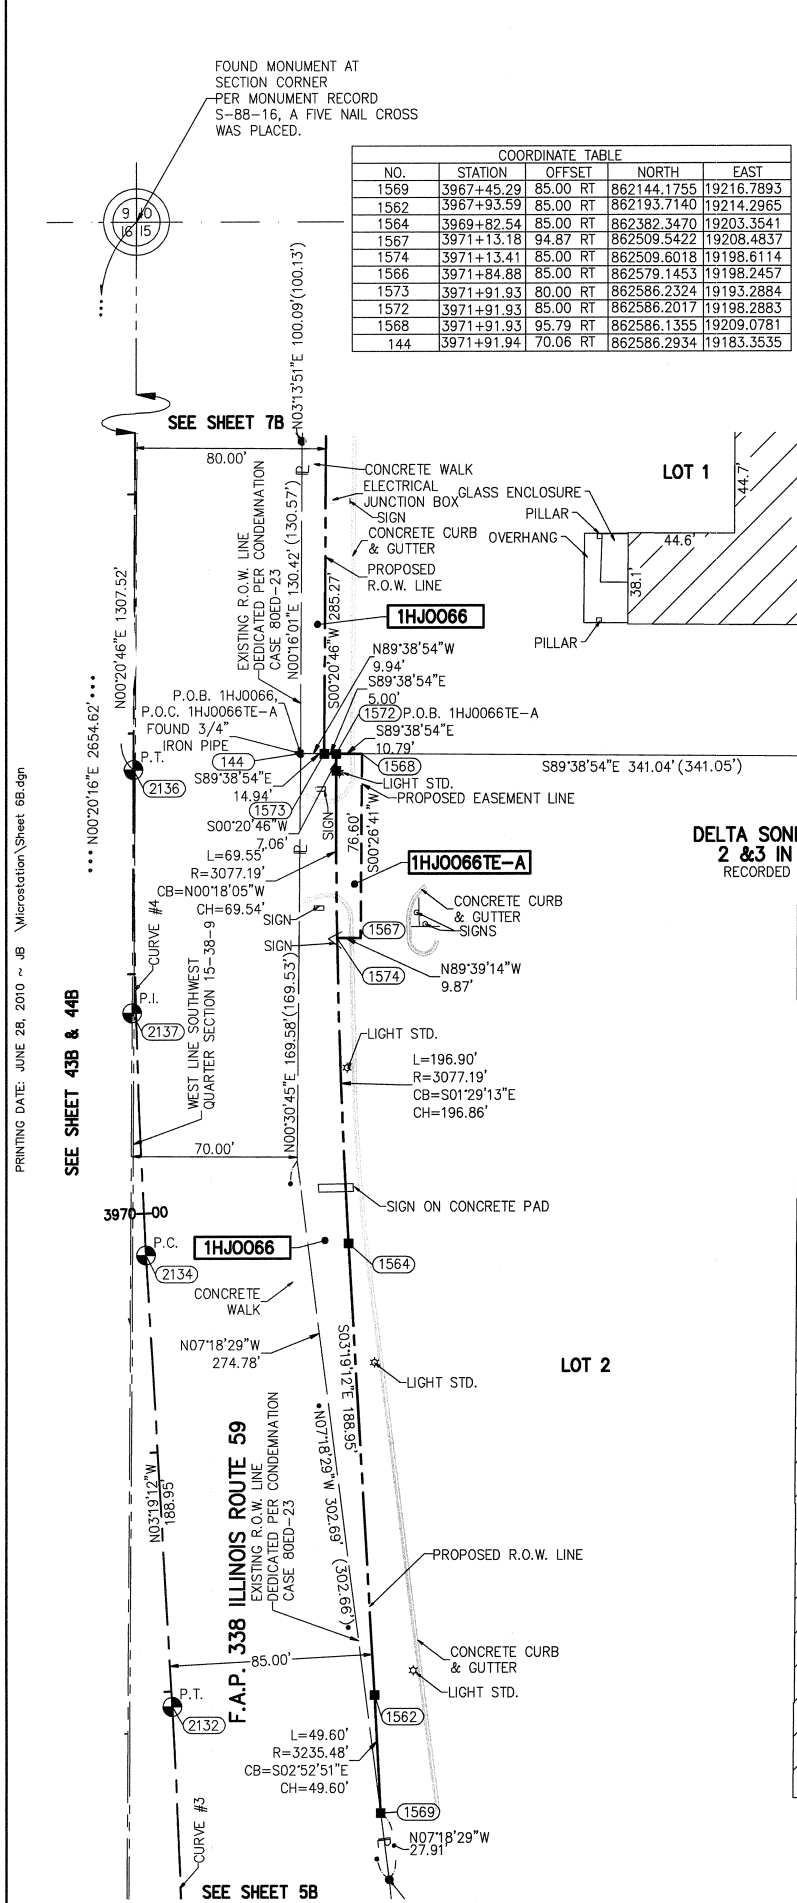 FOUND MONUMENT AT
SECTION CORNER
PER MONUMENT RECORD
S-88-16, A FIVE NAIL CROSS
WAS PLACED.
9 10
16 15
COORDINATE TABLE
NO. STATION OFFSET NORTH EAST
1569 3967+45.29 85.00 RT 862144.1755 19216.7893
1562 3967+93.59 85.00 RT 862193.7140 19214.2965
1564 3969+82.54 85.00 RT 862382.3470 19203.3541
1567 3971+13.18 94.87 RT 862509.5422 19208.4837
1574 3971+13.41 85.00 RT 862509.6018 19198.6114
1566 3971+84.88 85.00 RT 862579.1453 19198.2457
1573 3971+91.93 80.00 RT 862586.2324 19193.2884
1572 3971+91.93 85.00 RT 862586.2017 19198.2883
1568 3971+91.93 95.79 RT 862586.1355 19209.0781
144 3971+91.94 70.06 RT 862586.2934 19183.3535
N03°13'51"E 100.09'(100.13')
SEE SHEET 7B
80.00'
CONCRETE WALK
ELECTRICAL
JUNCTION BOX
SIGN
CONCRETE CURB
& GUTTER
PROPOSED
R.O.W. LINE
GLASS ENCLOSURE
PILLAR
OVERHANG
PILLAR
LOT 1
44.7'
44.6'
38.1'
EXISTING R.O.W. LINE
DEDICATED PER CONDEMNATION
CASE 80ED-23
N00°16'01"E 130.42' (130.57')
S00°20'46"W 285.27'
N00°20'46"E 1307.52'
••• N00°20'16"E 2654.62' •••
1HJ0066
N89°38'54"W
9.94'
S89°38'54"E
5.00'
1572 P.O.B. 1HJ0066TE-A
S89°38'54"E
10.79'
1568
P.O.B. 1HJ0066,
P.O.C. 1HJ0066TE-A
FOUND 3/4"
IRON PIPE
144
S89°38'54"E
14.94'
1573
S00°20'46"W
7.06'
L=69.55'
R=3077.19'
CB=N00°18'05"W
CH=69.54'
P.T.
2136
S89°38'54"E 341.04'(341.05')
LIGHT STD.
PROPOSED EASEMENT LINE
SIGN
76.60'
S00°26'41"W
1HJ0066TE-A
DELTA SONI
2 &3 IN
RECORDED
CONCRETE CURB
& GUTTER
SIGNS
SIGN
SIGN
1567
1574
N89°39'14"W
9.87'
CURVE #4
P.I.
2137
WEST LINE SOUTHWEST
QUARTER SECTION 15-38-9
N00°30'45"E 169.58'(169.53')
LIGHT STD.
L=196.90'
R=3077.19'
CB=S01°29'13"E
CH=196.86'
PRINTING DATE: JUNE 28, 2010 ~ JB \Microstation\Sheet 6B.dgn
SEE SHEET 43B & 44B
70.00'
SIGN ON CONCRETE PAD
3970+00
P.C.
2134
1HJ0066
1564
CONCRETE
WALK
N07°18'29"W
274.78'
S03°19'12"E 188.95'
LIGHT STD.
LOT 2
N03°19'12"W
188.95'
F.A.P. 338 ILLINOIS ROUTE 59
EXISTING R.O.W. LINE
DEDICATED PER CONDEMNATION
CASE 80ED-23
•N07°18'29"W 302.69' (302.66')•
PROPOSED R.O.W. LINE
85.00'
CONCRETE CURB
& GUTTER
LIGHT STD.
P.T.
2132
1562
L=49.60'
R=3235.48'
CB=S02°52'51"E
CH=49.60'
1569
CURVE #3
N07°18'29"W
27.91'
SEE SHEET 5B